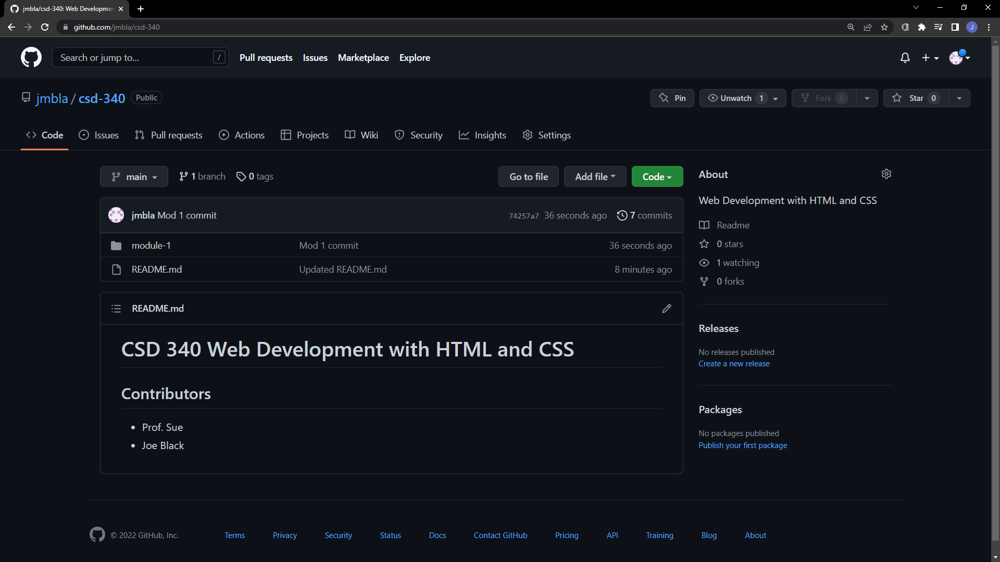 jmbla/csd-340: Web Developmen
github.com/jmbla/csd-340
J
Search or jump to... /
Pull requests Issues Marketplace Explore
jmbla / csd-340 Public
Pin Unwatch 1 Fork 0 Star 0
Code Issues Pull requests Actions Projects Wiki Security Insights Settings
main 1 branch 0 tags Go to file Add file Code
jmbla Mod 1 commit 74257a7 36 seconds ago 7 commits
module-1 Mod 1 commit 36 seconds ago
README.md Updated README.md 8 minutes ago
README.md
CSD 340 Web Development with HTML and CSS
Contributors
• Prof. Sue
• Joe Black
About
Web Development with HTML and CSS
Readme
0 stars
1 watching
0 forks
Releases
No releases published
Create a new release
Packages
No packages published
Publish your first package
© 2022 GitHub, Inc. Terms Privacy Security Status Docs Contact GitHub Pricing API Training Blog About